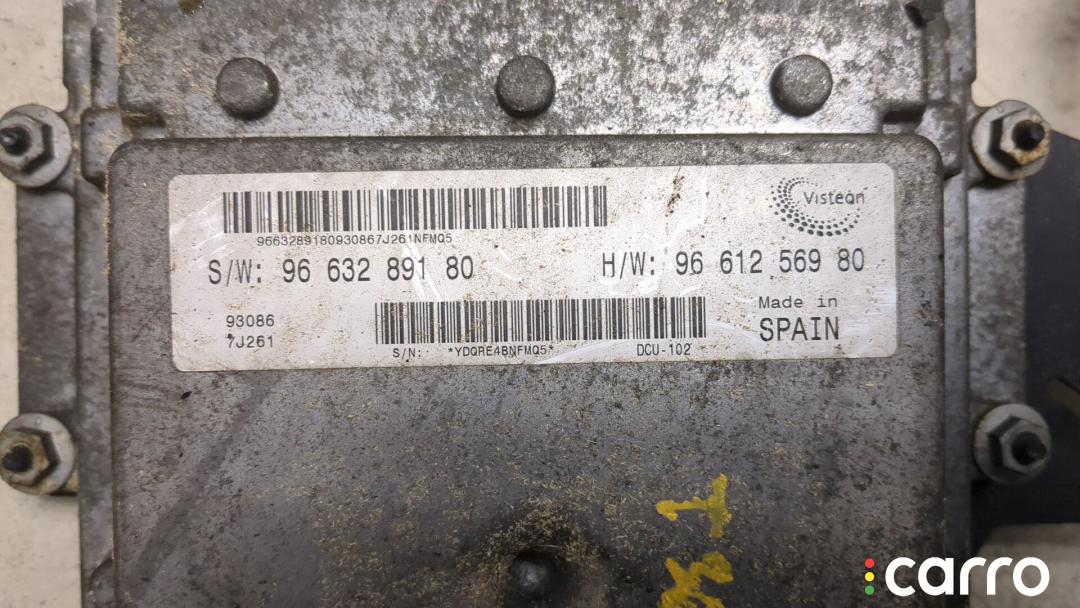 Visteon
9663289180930867J261NFMQ5
S/W: 96 632 891 80
H/W: 96 612 569 80
93086
7J261
S/N: *YDQRE4BNFMQ5*
DCU-102
Made in
SPAIN
carro